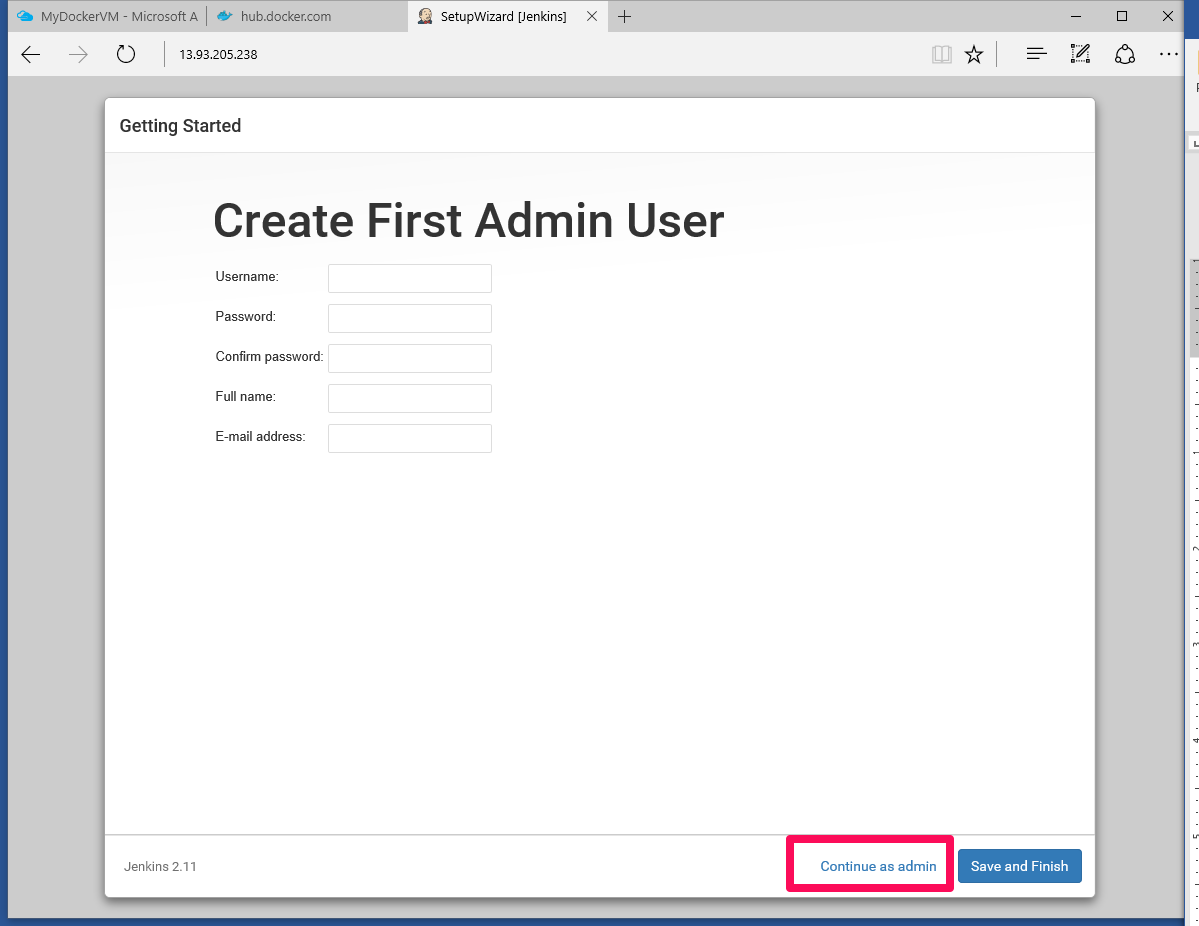 MyDockerVM - Microsoft A
hub.docker.com
SetupWizard [Jenkins]
13.93.205.238
Getting Started
Create First Admin User
Username:
Password:
Confirm password:
Full name:
E-mail address:
Jenkins 2.11
Continue as admin
Save and Finish